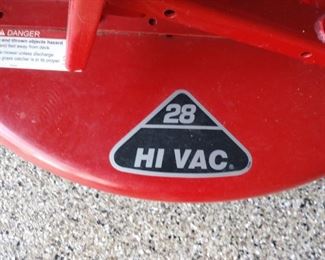 ⚠ DANGER
and thrown objects hazard
feet away from deck
mower unless discharge
grass catcher is in its proper
28
HI VAC®